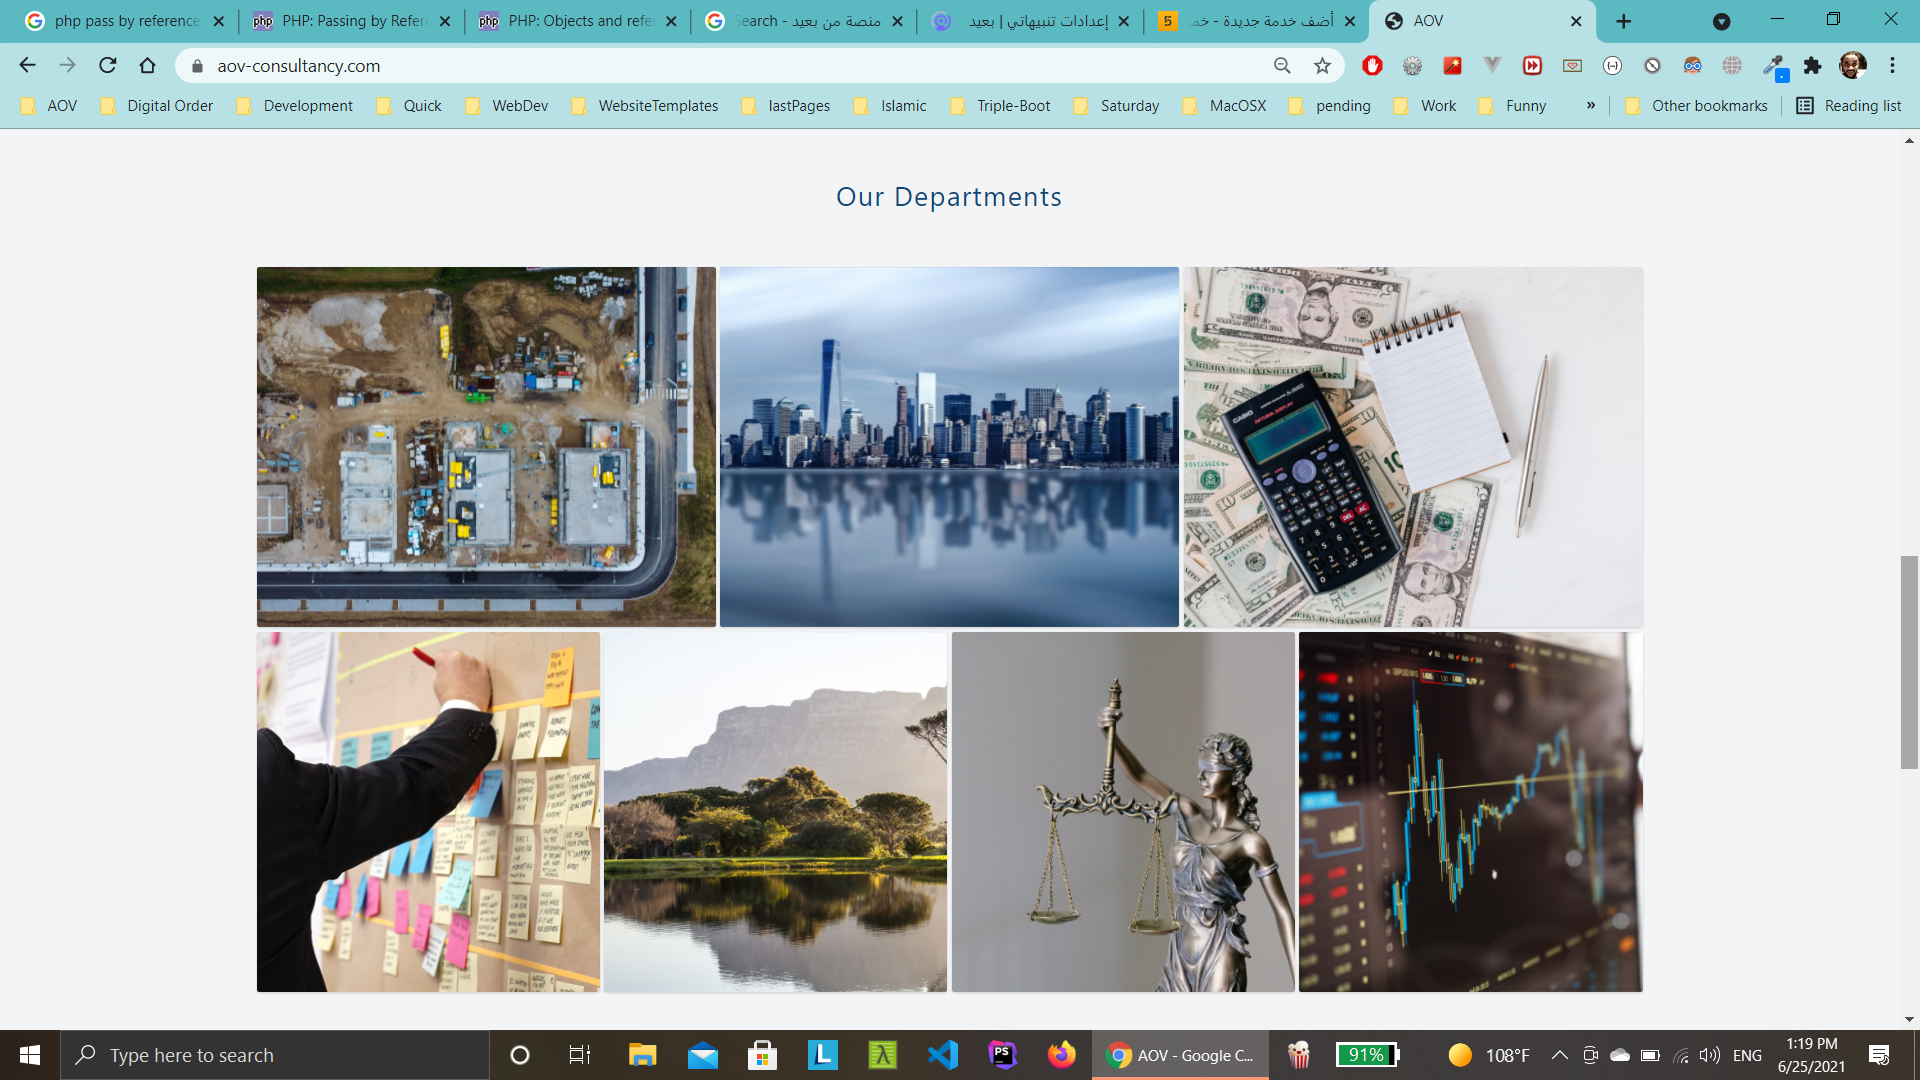 php pass by reference
PHP: Passing by Refer
PHP: Objects and refe
منصة من بعيد - Search
إعدادات تنبيهاتي | بعيد
أضف خدمة جديدة - خم
AOV
aov-consultancy.com
AOV
Digital Order
Development
Quick
WebDev
WebsiteTemplates
lastPages
Islamic
Triple-Boot
Saturday
MacOSX
pending
Work
Funny
»
Other bookmarks
Reading list
Our Departments
CASIO
Type here to search
AOV - Google C...
91%
108°F
ENG
1:19 PM
6/25/2021